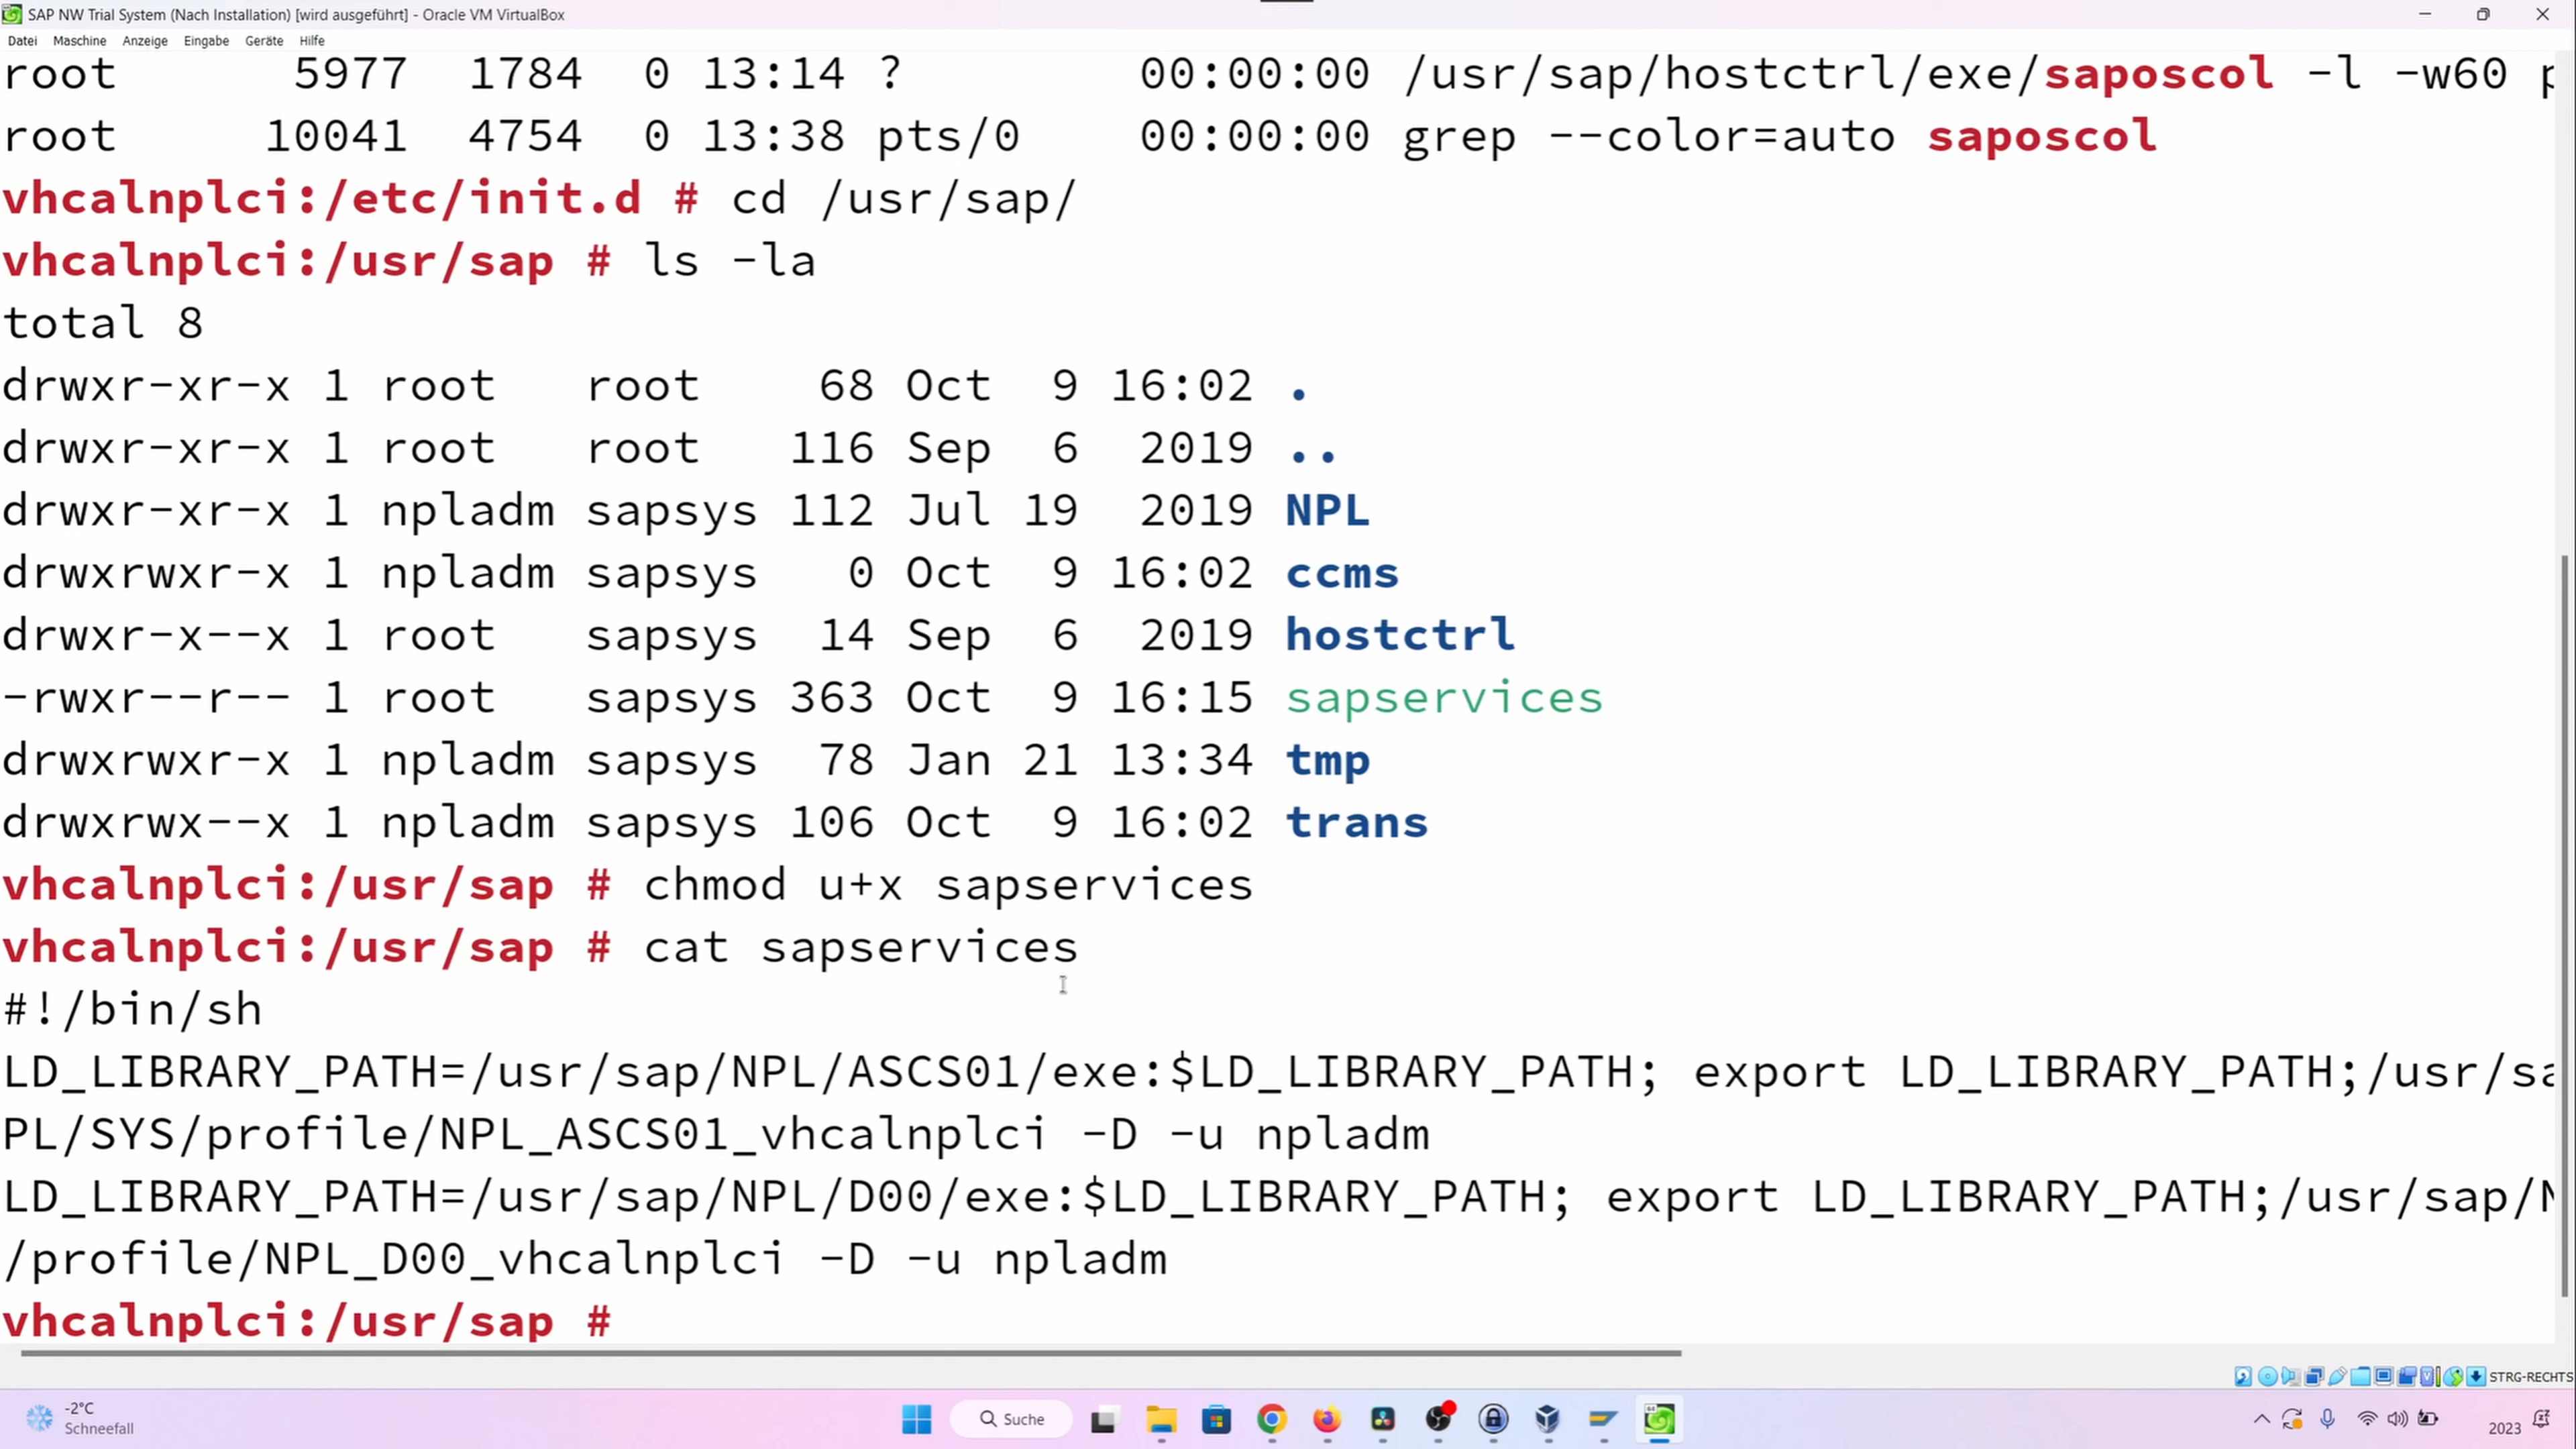 SAP NW Trial System (Nach Installation) [wird ausgeführt] - Oracle VM VirtualBox
Datei Maschine Anzeige Eingabe Geräte Hilfe
root 5977 1784 0 13:14 ? 00:00:00 /usr/sap/hostctrl/exe/saposcol -l -w60 p
root 10041 4754 0 13:38 pts/0 00:00:00 grep --color=auto saposcol
vhcalnplci:/etc/init.d # cd /usr/sap/
vhcalnplci:/usr/sap # ls -la
total 8
drwxr-xr-x 1 root root 68 Oct 9 16:02 .
drwxr-xr-x 1 root root 116 Sep 6 2019 ..
drwxr-xr-x 1 npladm sapsys 112 Jul 19 2019 NPL
drwxrwxr-x 1 npladm sapsys 0 Oct 9 16:02 ccms
drwxr-x--x 1 root sapsys 14 Sep 6 2019 hostctrl
-rwxr--r-- 1 root sapsys 363 Oct 9 16:15 sapservices
drwxrwxr-x 1 npladm sapsys 78 Jan 21 13:34 tmp
drwxrwx--x 1 npladm sapsys 106 Oct 9 16:02 trans
vhcalnplci:/usr/sap # chmod u+x sapservices
vhcalnplci:/usr/sap # cat sapservices
#!/bin/sh
LD_LIBRARY_PATH=/usr/sap/NPL/ASCS01/exe:$LD_LIBRARY_PATH; export LD_LIBRARY_PATH;/usr/sa
PL/SYS/profile/NPL_ASCS01_vhcalnplci -D -u npladm
LD_LIBRARY_PATH=/usr/sap/NPL/D00/exe:$LD_LIBRARY_PATH; export LD_LIBRARY_PATH;/usr/sap/N
/profile/NPL_D00_vhcalnplci -D -u npladm
vhcalnplci:/usr/sap #
STRG-RECHTS
-2°C
Schneefall
Suche
2023